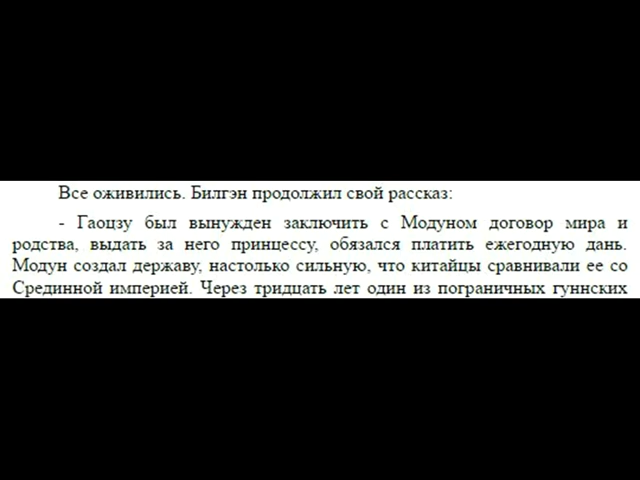 Все оживились. Билгэн продолжил свой рассказ:
- Гаоцзу был вынужден заключить с Модуном договор мира и
родства, выдать за него принцессу, обязался платить ежегодную дань.
Модун создал державу, настолько сильную, что китайцы сравнивали ее со
Срединной империей. Через тридцать лет один из пограничных гуннских